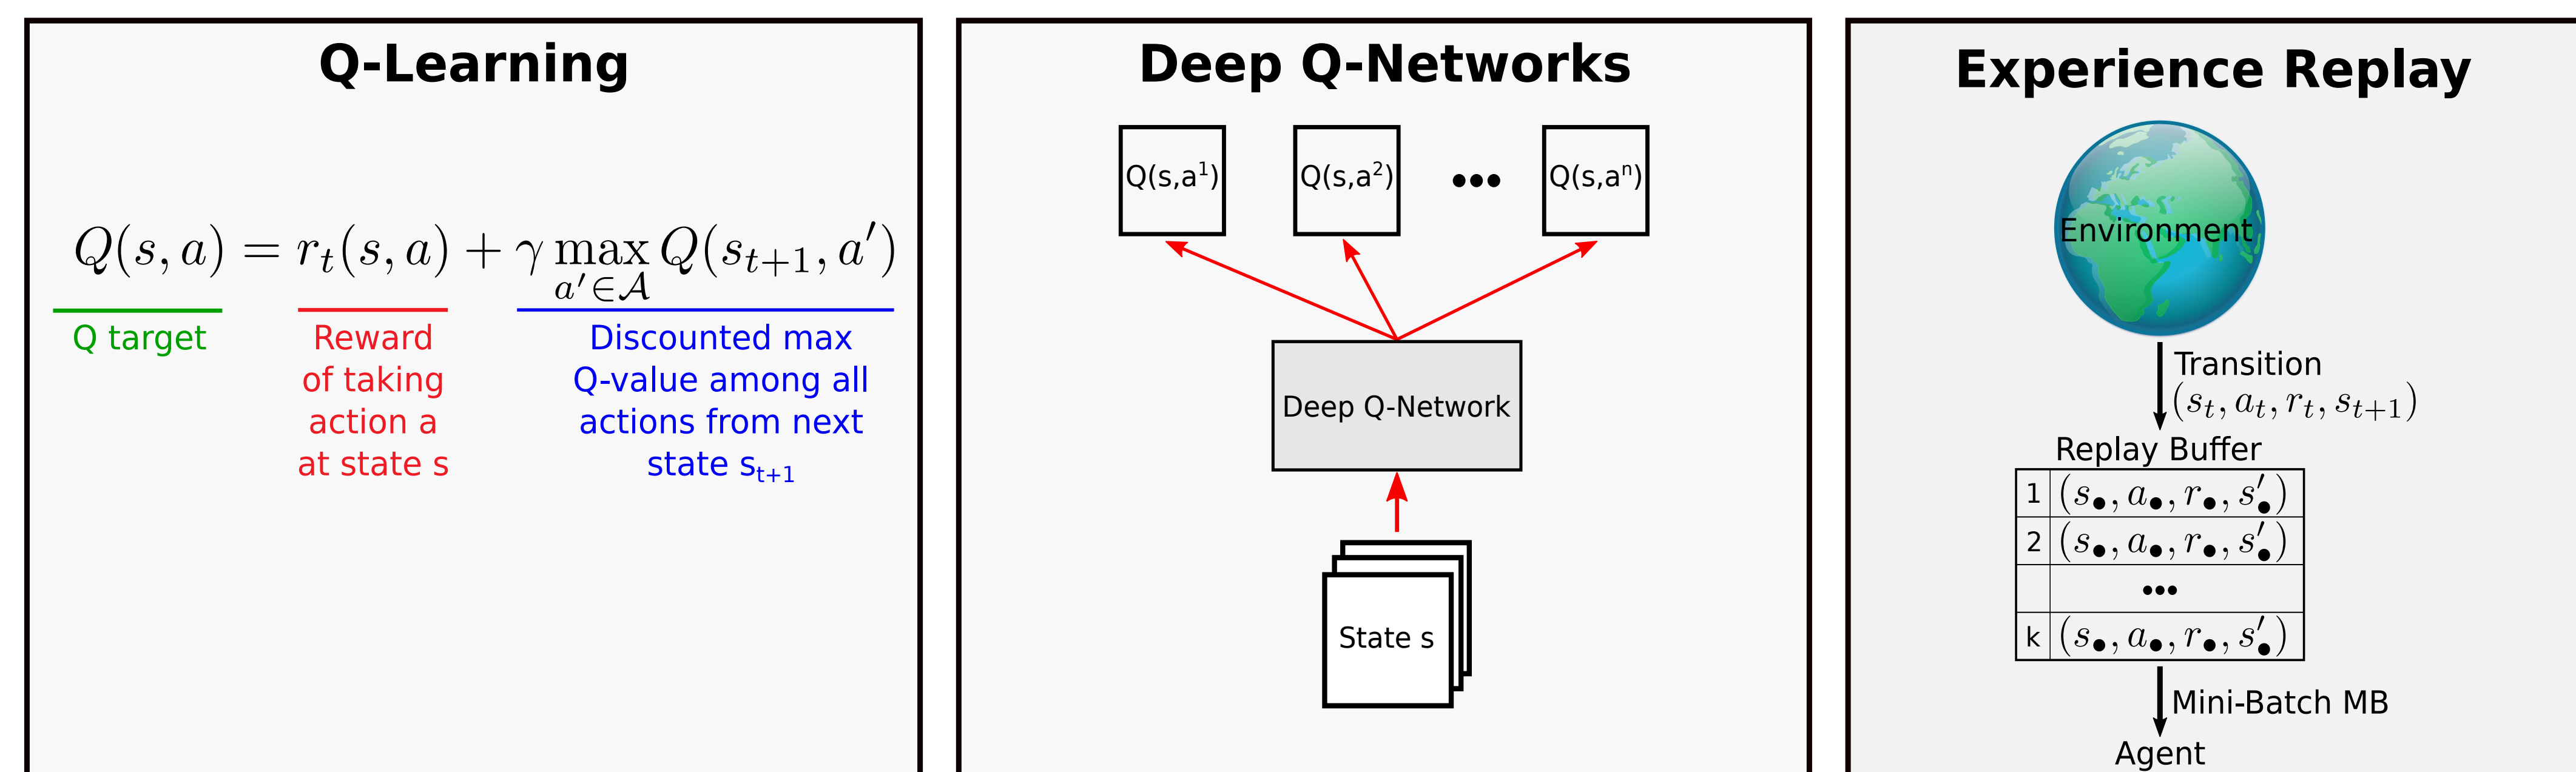 Q-Learning
Q(s, a) = r_t(s, a) + γ max_{a′∈𝒜} Q(s_{t+1}, a′)
Q target
Reward
of taking
action a
at state s
Discounted max
Q-value among all
actions from next
state s_{t+1}
Deep Q-Networks
Q(s,a¹) Q(s,a²) ••• Q(s,aⁿ)
Deep Q-Network
State s
Experience Replay
Environment
Transition
(s_t, a_t, r_t, s_{t+1})
Replay Buffer
1 (s_•, a_•, r_•, s′_•)
2 (s_•, a_•, r_•, s′_•)
•••
k (s_•, a_•, r_•, s′_•)
Mini-Batch MB
Agent